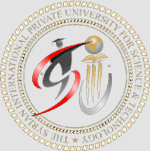 THE SYRIAN INTERNATIONAL PRIVATE UNIVERSITY FOR SCIENCE & TECHNOLOGY